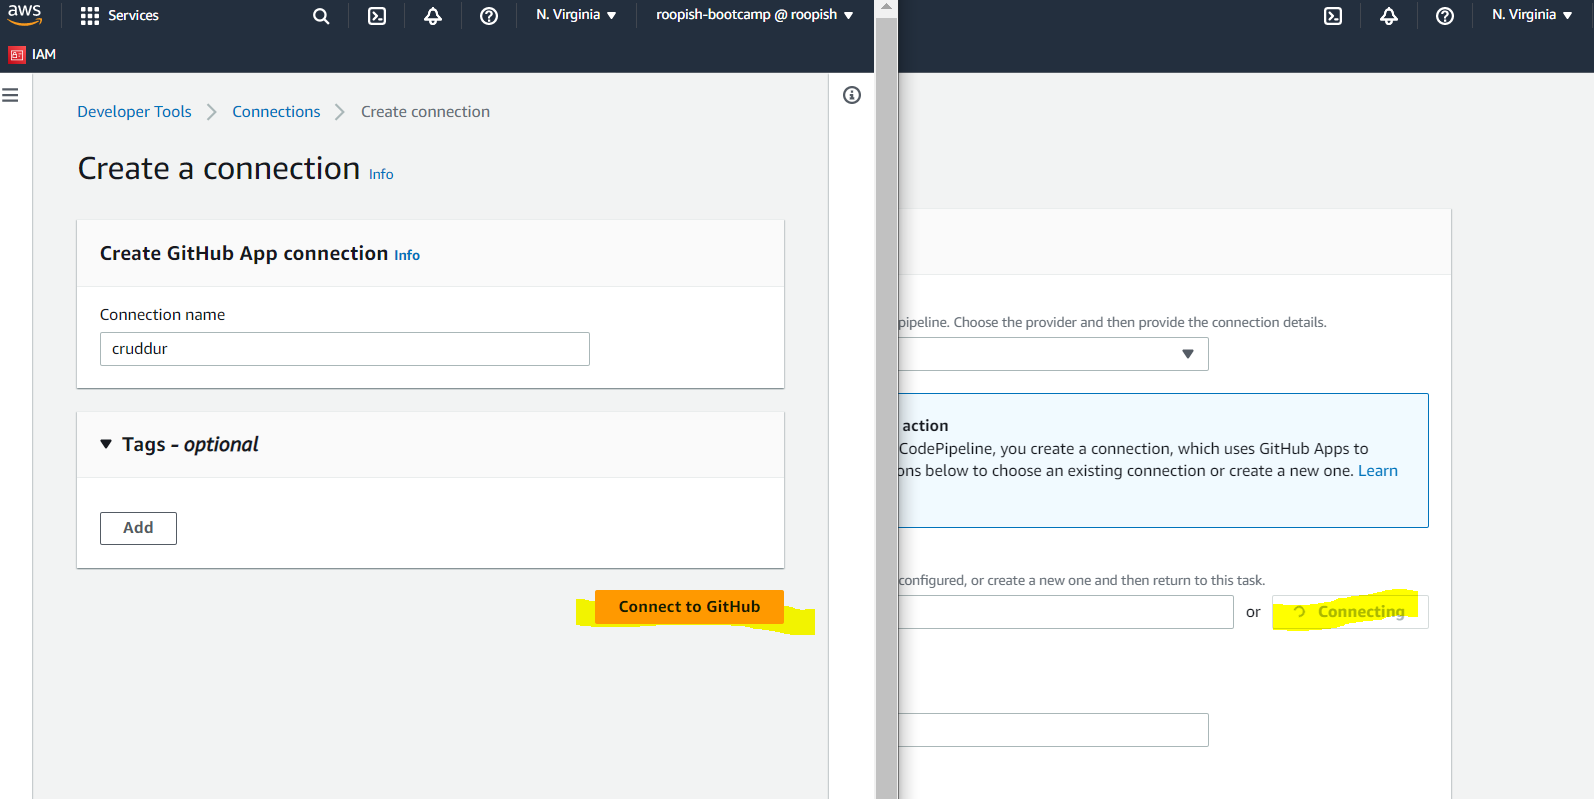 aws
Services
N. Virginia
roopish-bootcamp @ roopish
N. Virginia
IAM
Developer Tools
Connections
Create connection
Create a connection Info
Create GitHub App connection Info
Connection name
cruddur
Tags - optional
Add
Connect to GitHub
pipeline. Choose the provider and then provide the connection details.
action
CodePipeline, you create a connection, which uses GitHub Apps to
ons below to choose an existing connection or create a new one. Learn
configured, or create a new one and then return to this task.
or
Connecting